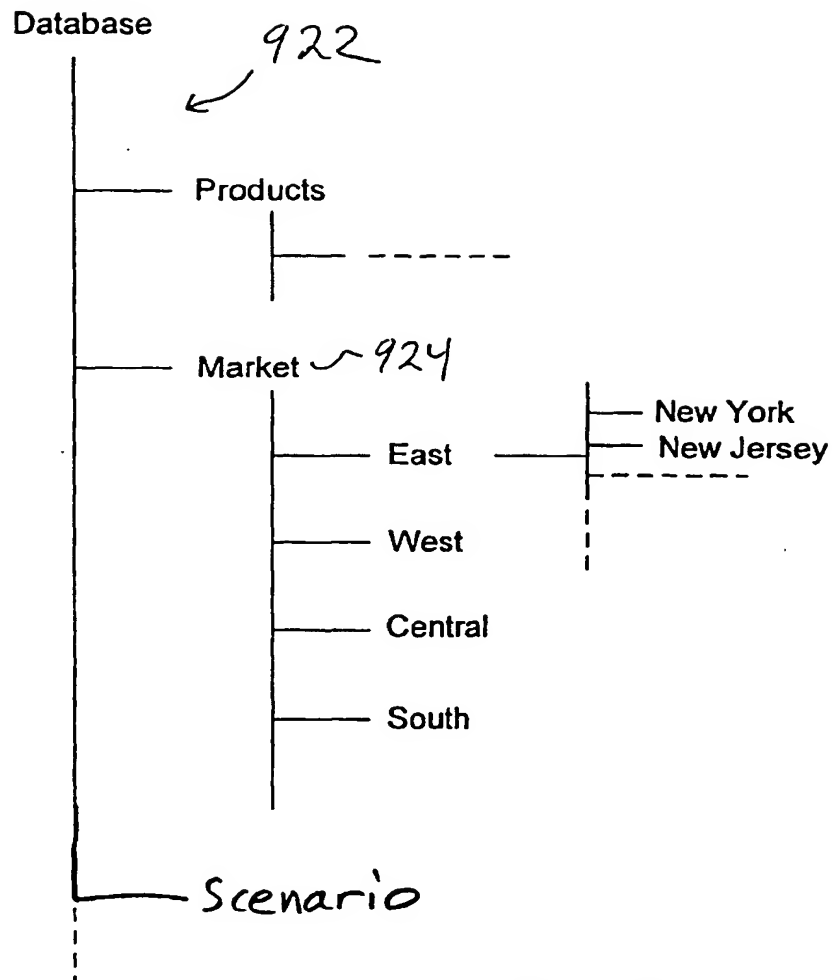 Database
922
Products
Market 924
New York
East
New Jersey
West
Central
South
Scenario